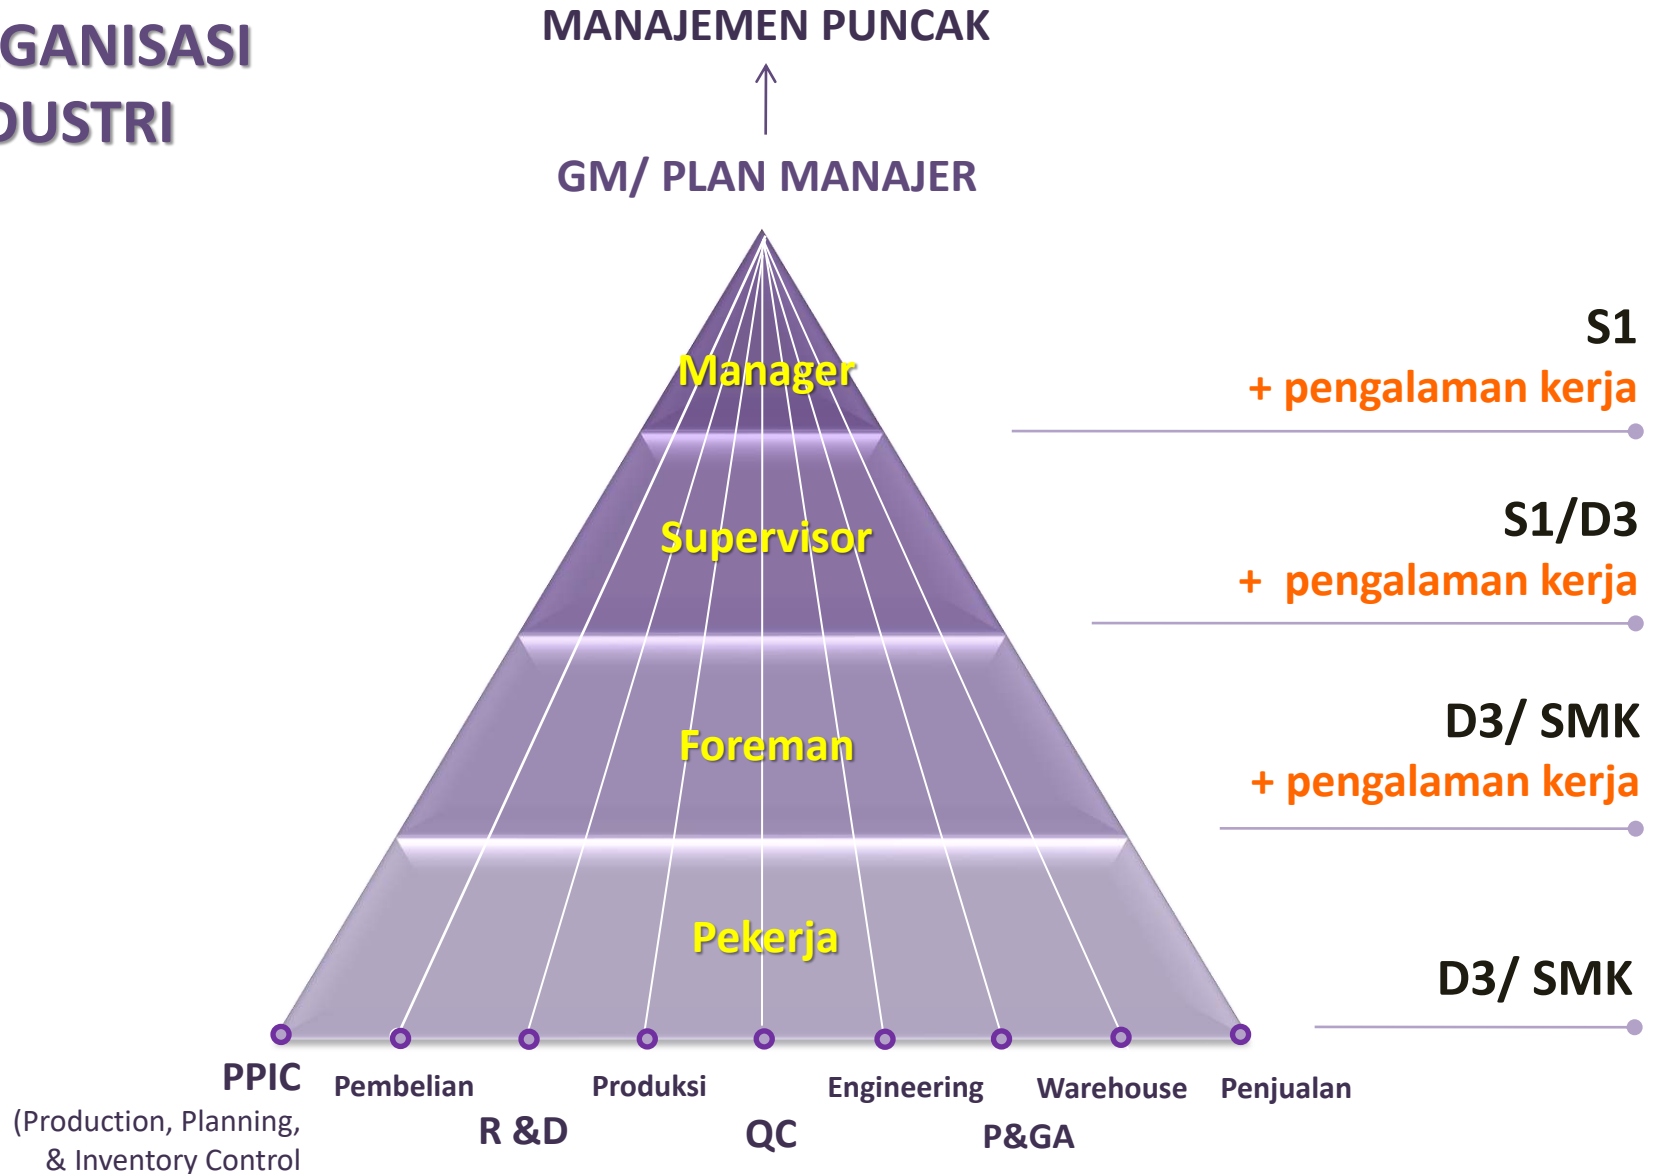 GANISASI
DUSTRI
MANAJEMEN PUNCAK
GM/ PLAN MANAJER
Manager
S1
+ pengalaman kerja
Supervisor
S1/D3
+ pengalaman kerja
Foreman
D3/ SMK
+ pengalaman kerja
Pekerja
D3/ SMK
PPIC
(Production, Planning,
& Inventory Control
Pembelian
R &D
Produksi
QC
Engineering
P&GA
Warehouse
Penjualan